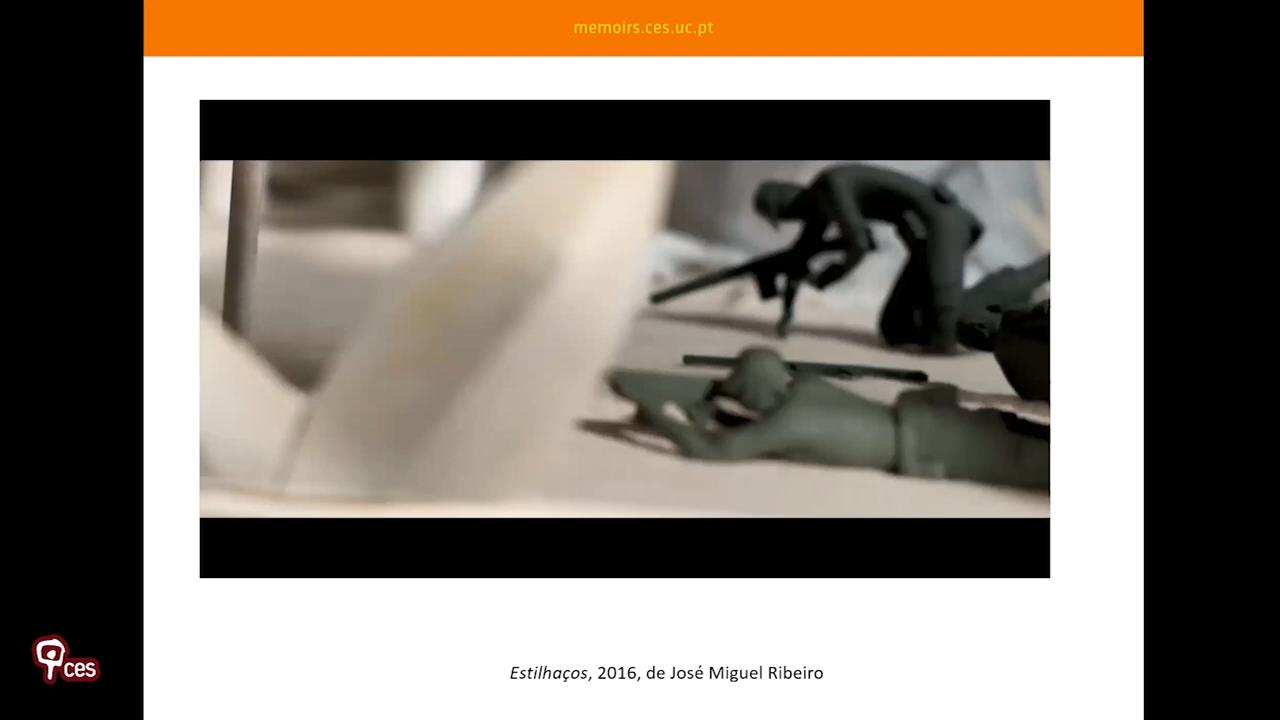 memoirs.ces.uc.pt
ces
Estilhaços, 2016, de José Miguel Ribeiro